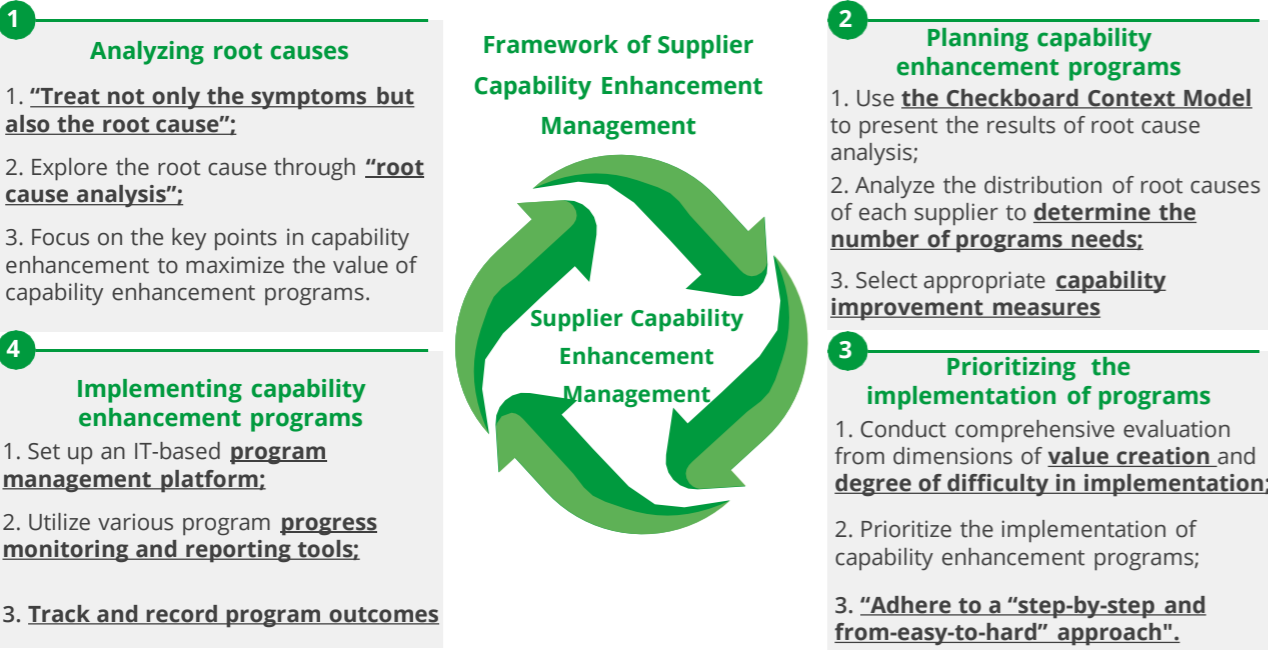 1
Analyzing root causes
1. “Treat not only the symptoms but
also the root cause”;
2. Explore the root cause through “root
cause analysis”;
3. Focus on the key points in capability
enhancement to maximize the value of
capability enhancement programs.
Framework of Supplier
Capability Enhancement
Management
2
Planning capability
enhancement programs
1. Use the Checkboard Context Model
to present the results of root cause
analysis;
2. Analyze the distribution of root causes
of each supplier to determine the
number of programs needs;
3. Select appropriate capability
improvement measures
Supplier Capability
Enhancement
Management
3
Prioritizing the
implementation of programs
1. Conduct comprehensive evaluation
from dimensions of value creation and
degree of difficulty in implementation;
2. Prioritize the implementation of
capability enhancement programs;
3. “Adhere to a “step-by-step and
from-easy-to-hard” approach".
4
Implementing capability
enhancement programs
1. Set up an IT-based program
management platform;
2. Utilize various program progress
monitoring and reporting tools;
3. Track and record program outcomes